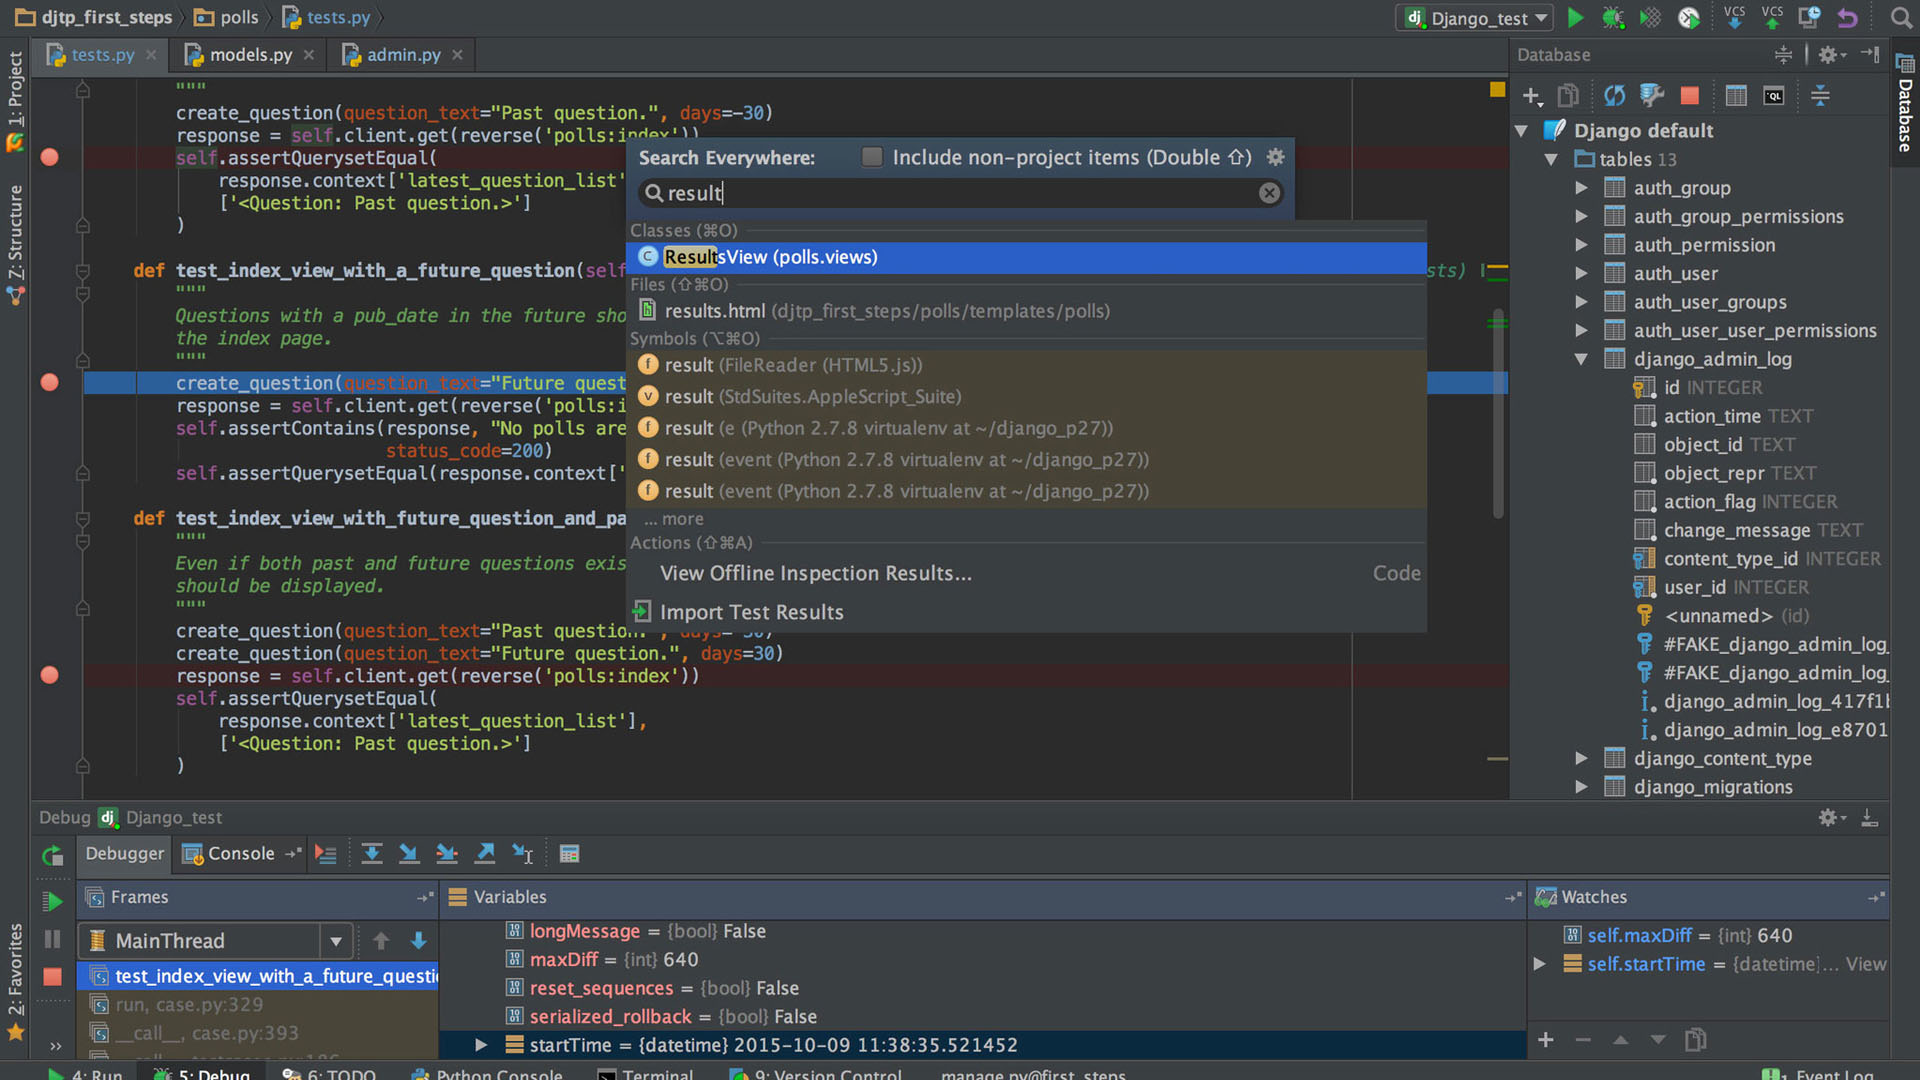 djtp_first_steps polls tests.py
Django_test
VCS VCS
tests.py models.py admin.py
1: Project
Z: Structure
2: Favorites
"""
create_question(question_text="Past question.", days=-30)
response = self.client.get(reverse('polls:index'))
self.assertQuerysetEqual(
response.context['latest_question_list'
['<Question: Past question.>']
)
def test_index_view_with_a_future_question(self
"""
Questions with a pub_date in the future sho
the index page.
"""
create_question(question_text="Future quest
response = self.client.get(reverse('polls:i
self.assertContains(response, "No polls are
status_code=200)
self.assertQuerysetEqual(response.context['
def test_index_view_with_future_question_and_pa
"""
Even if both past and future questions exis
should be displayed.
"""
create_question(question_text="Past question.", days=-30)
create_question(question_text="Future question.", days=30)
response = self.client.get(reverse('polls:index'))
self.assertQuerysetEqual(
response.context['latest_question_list'],
['<Question: Past question.>']
)
Search Everywhere: Include non-project items (Double ⇧)
result
Classes (⌘O)
ResultsView (polls.views)
Files (⇧⌘O)
results.html (djtp_first_steps/polls/templates/polls)
Symbols (⌥⌘O)
result (FileReader (HTML5.js))
result (StdSuites.AppleScript_Suite)
result (e (Python 2.7.8 virtualenv at ~/django_p27))
result (event (Python 2.7.8 virtualenv at ~/django_p27))
result (event (Python 2.7.8 virtualenv at ~/django_p27))
... more
Actions (⇧⌘A)
View Offline Inspection Results... Code
Import Test Results
sts)
Database
QL
Database
Django default
tables 13
auth_group
auth_group_permissions
auth_permission
auth_user
auth_user_groups
auth_user_user_permissions
django_admin_log
id INTEGER
action_time TEXT
object_id TEXT
object_repr TEXT
action_flag INTEGER
change_message TEXT
content_type_id INTEGER
user_id INTEGER
<unnamed> (id)
#FAKE_django_admin_log_
#FAKE_django_admin_log_
django_admin_log_417f1b
django_admin_log_e8701
django_content_type
django_migrations
Debug Django_test
Debugger Console
Frames
MainThread
test_index_view_with_a_future_questi
run, case.py:329
__call__, case.py:393
Variables
longMessage = {bool} False
maxDiff = {int} 640
reset_sequences = {bool} False
serialized_rollback = {bool} False
startTime = {datetime} 2015-10-09 11:38:35.521452
Watches
self.maxDiff = {int} 640
self.startTime = {datetime}... View
4: Run 5: Debug 6: TODO Python Console Terminal 9: Version Control manage.py@first_steps Event Log